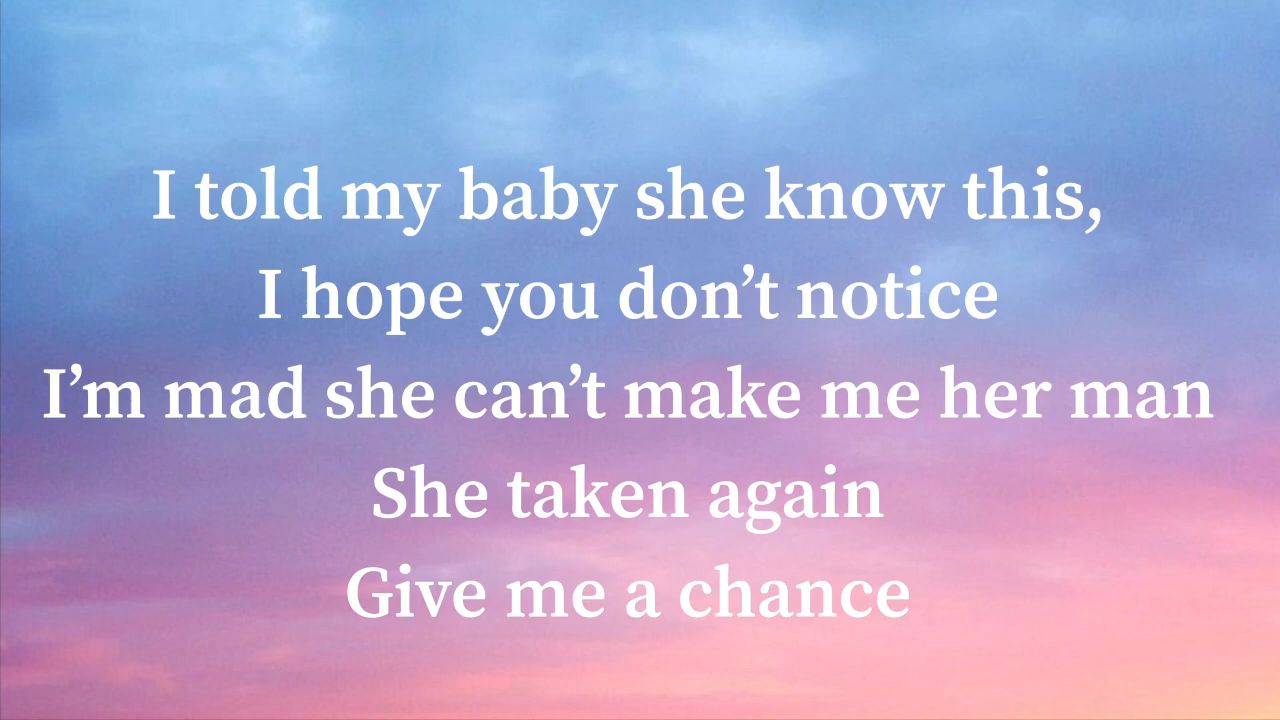 I told my baby she know this,
I hope you don’t notice
I’m mad she can’t make me her man
She taken again
Give me a chance